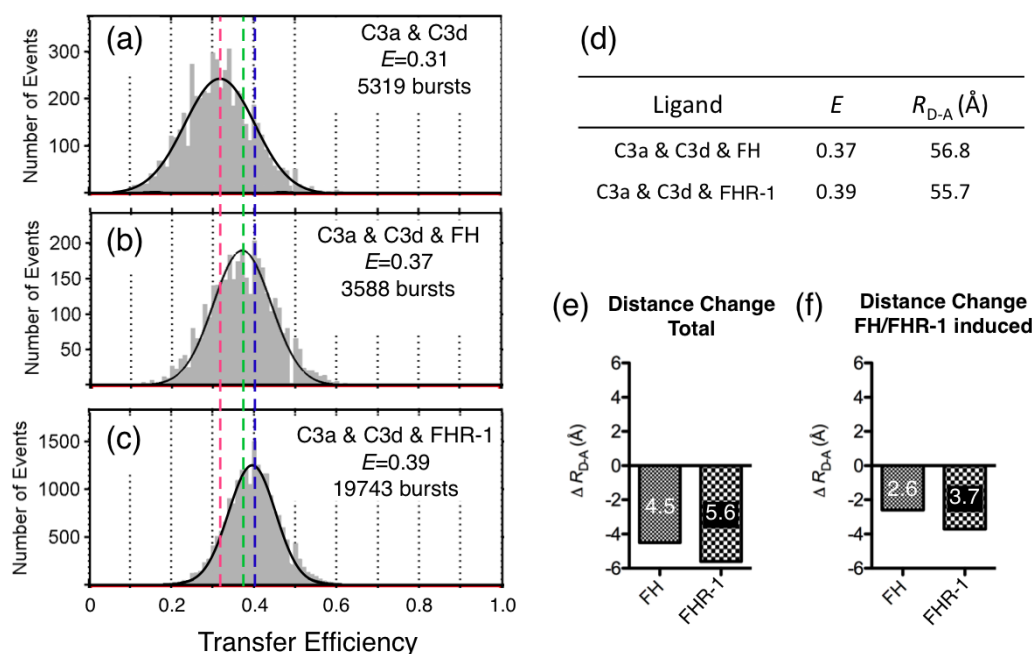 (a)
C3a & C3d
E=0.31
5319 bursts
Number of Events
300
200
100
(b)
C3a & C3d & FH
E=0.37
3588 bursts
Number of Events
200
150
100
50
(c)
C3a & C3d & FHR-1
E=0.39
19743 bursts
Number of Events
1500
1000
500
0 0.2 0.4 0.6 0.8 1.0
Transfer Efficiency
(d)
Ligand E R D-A (Å)
C3a & C3d & FH 0.37 56.8
C3a & C3d & FHR-1 0.39 55.7
(e) Distance Change
Total
Δ R D-A (Å)
6
4
2
0
-2
-4
-6
4.5
5.6
FH
FHR-1
(f) Distance Change
FH/FHR-1 induced
Δ R D-A (Å)
6
4
2
0
-2
-4
-6
2.6
3.7
FH
FHR-1